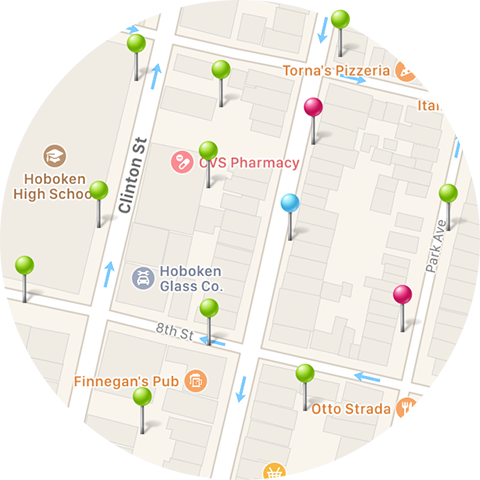 Torna's Pizzeria
Ital
CVS Pharmacy
Hoboken
High School
Clinton St
Park Ave
Hoboken
Glass Co.
8th St
Finnegan's Pub
Otto Strada